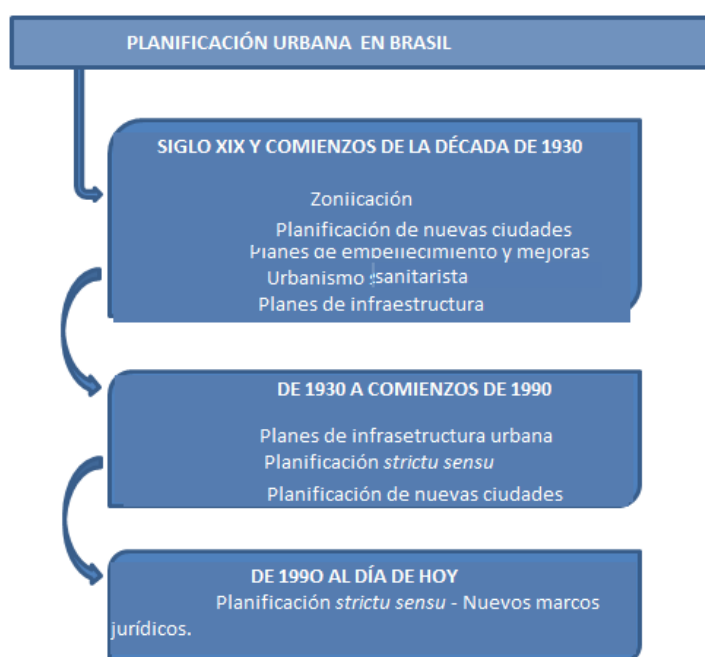 PLANIFICACIÓN URBANA EN BRASIL
SIGLO XIX Y COMIENZOS DE LA DÉCADA DE 1930
Zoniicación
Planificación de nuevas ciudades
Planes de empellecimiento y mejoras
Urbanismo sanitarista
Planes de infraestructura
DE 1930 A COMIENZOS DE 1990
Planes de infrasetructura urbana
Planificación strictu sensu
Planificación de nuevas ciudades
DE 199O AL DÍA DE HOY
Planificación strictu sensu - Nuevos marcos
jurídicos.